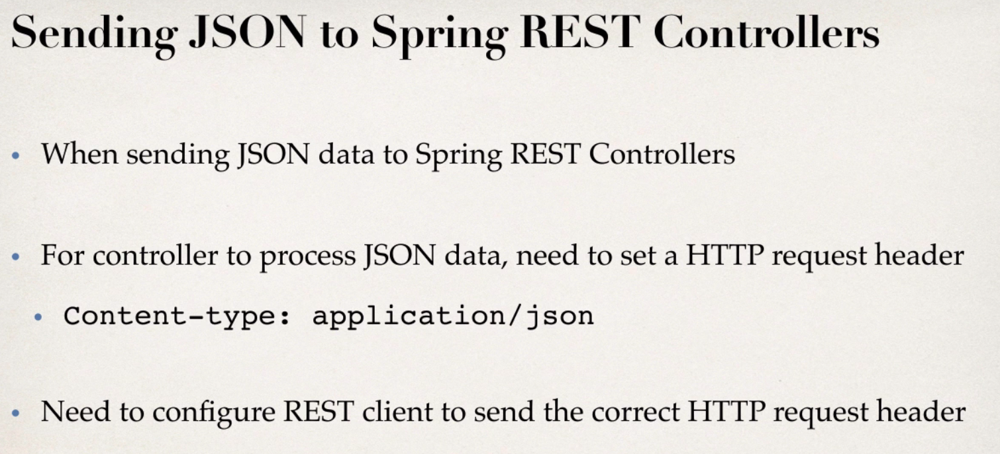 Sending JSON to Spring REST Controllers
• When sending JSON data to Spring REST Controllers
• For controller to process JSON data, need to set a HTTP request header
• Content-type: application/json
• Need to configure REST client to send the correct HTTP request header